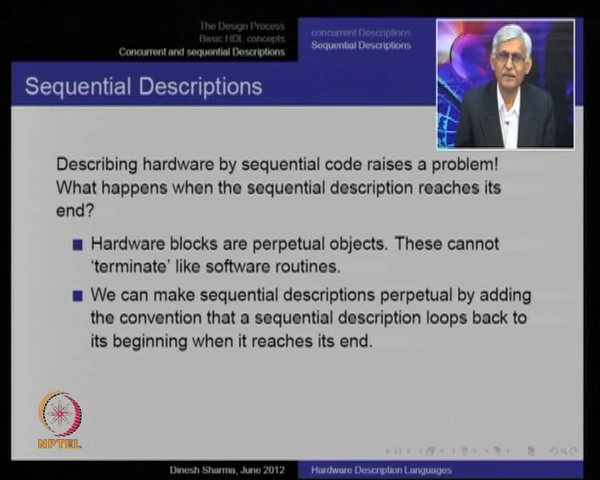 The Design Process
Basic HDL concepts
Concurrent and sequential Descriptions
concurrent Descriptions
Sequential Descriptions
Sequential Descriptions
Describing hardware by sequential code raises a problem!
What happens when the sequential description reaches its
end?
Hardware blocks are perpetual objects. These cannot
‘terminate’ like software routines.
We can make sequential descriptions perpetual by adding
the convention that a sequential description loops back to
its beginning when it reaches its end.
NPTEL
Dinesh Sharma, June 2012
Hardware Description Languages